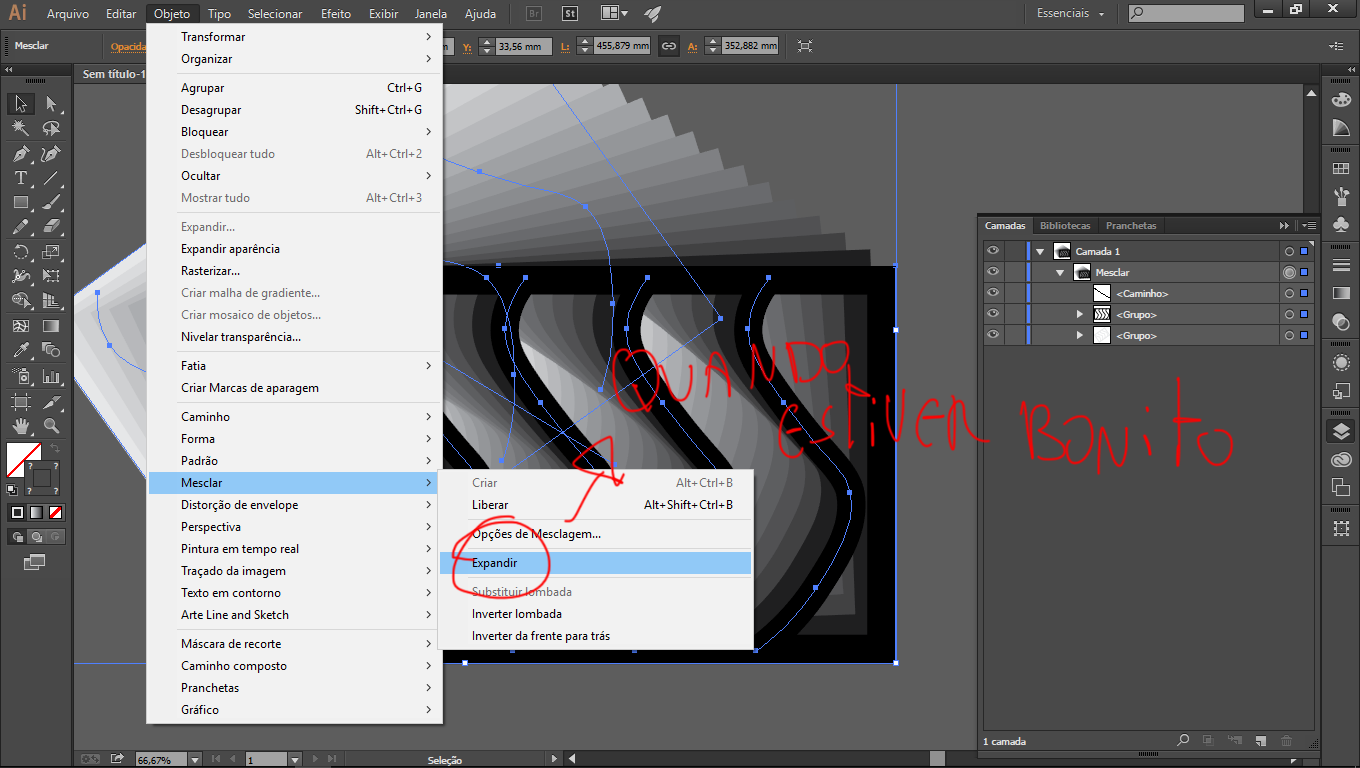 Ai Arquivo Editar Objeto Tipo Selecionar Efeito Exibir Janela Ajuda Br St Essenciais
Mesclar Opacida m Y: 33,56 mm L: 455,879 mm A: 352,882 mm
Sem título-1
Transformar
Organizar
Agrupar Ctrl+G
Desagrupar Shift+Ctrl+G
Bloquear
Desbloquear tudo Alt+Ctrl+2
Ocultar
Mostrar tudo Alt+Ctrl+3
Expandir...
Expandir aparência
Rasterizar...
Criar malha de gradiente...
Criar mosaico de objetos...
Nivelar transparência...
Fatia
Criar Marcas de aparagem
Caminho
Forma
Padrão
Mesclar
Distorção de envelope
Perspectiva
Pintura em tempo real
Traçado da imagem
Texto em contorno
Arte Line and Sketch
Máscara de recorte
Caminho composto
Pranchetas
Gráfico
Criar Alt+Ctrl+B
Liberar Alt+Shift+Ctrl+B
Opções de Mesclagem...
Expandir
Substituir lombada
Inverter lombada
Inverter da frente para trás
QUANDO
ESTIVER BONito
Camadas Bibliotecas Pranchetas
Camada 1
Mesclar
<Caminho>
<Grupo>
<Grupo>
1 camada
66,67% 1 Seleção